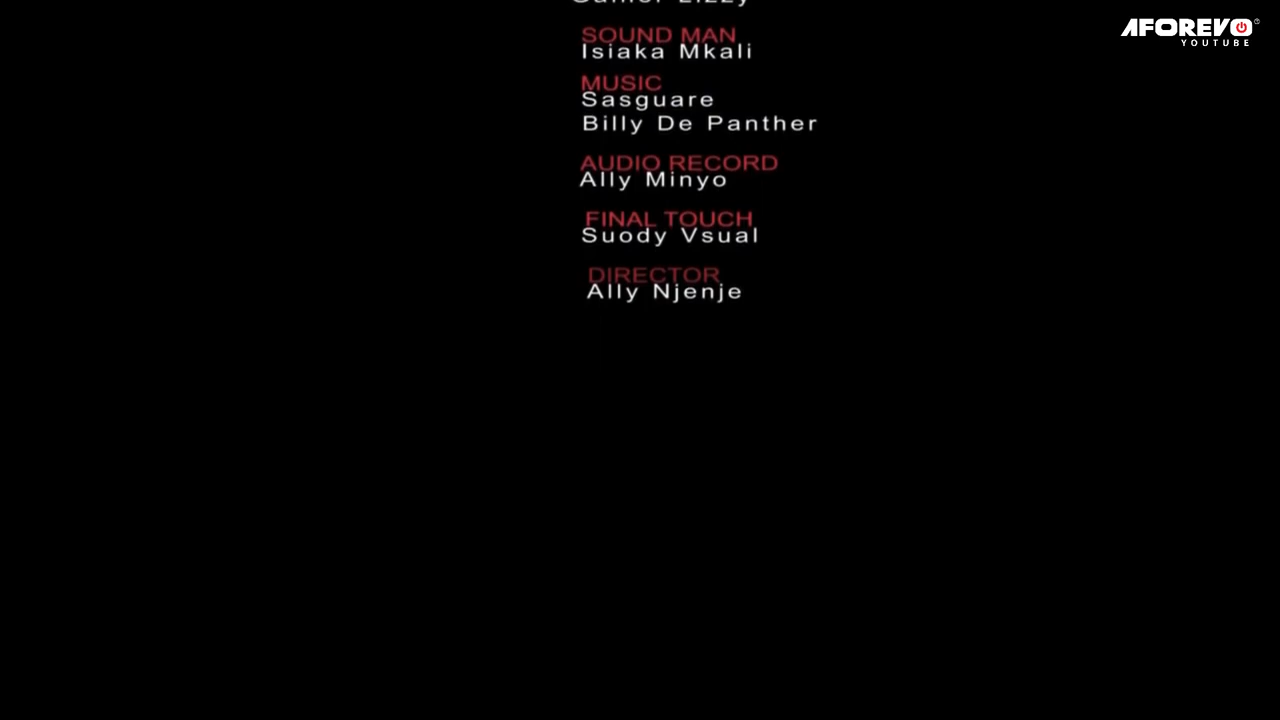 AFOREVO
YOUTUBE
SOUND MAN
Isiaka Mkali
MUSIC
Sasguare
Billy De Panther
AUDIO RECORD
Ally Minyo
FINAL TOUCH
Suody Vsual
DIRECTOR
Ally Njenje